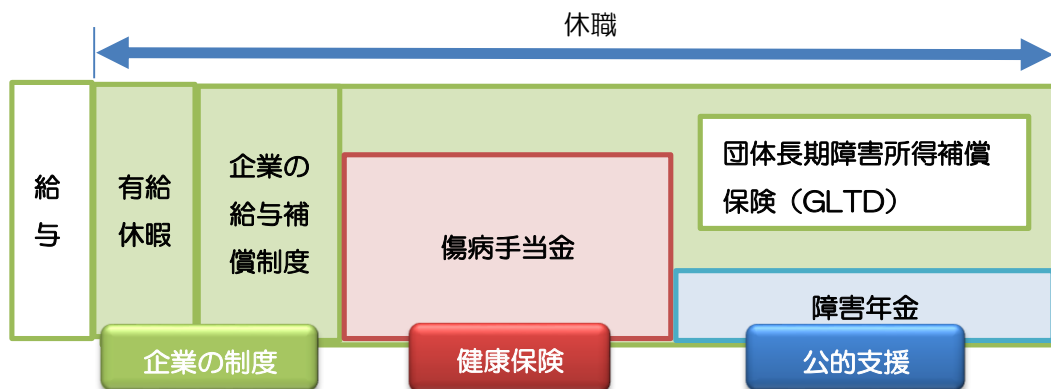 休職
給
与
有給
休暇
企業の
給与補
償制度
傷病手当金
団体長期障害所得補償
保険（GLTD）
障害年金
企業の制度
健康保険
公的支援